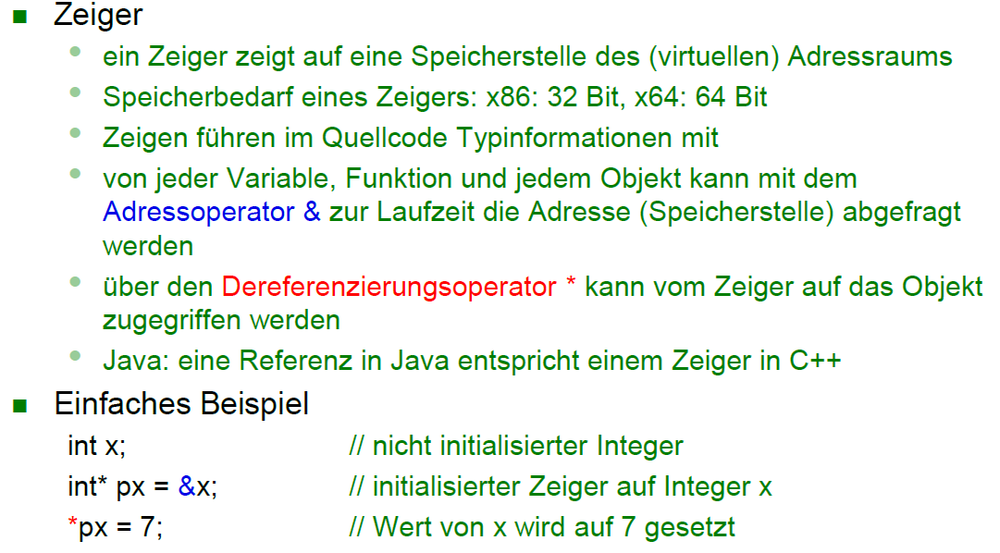 Zeiger
ein Zeiger zeigt auf eine Speicherstelle des (virtuellen) Adressraums
Speicherbedarf eines Zeigers: x86: 32 Bit, x64: 64 Bit
Zeigen führen im Quellcode Typinformationen mit
von jeder Variable, Funktion und jedem Objekt kann mit dem
Adressoperator & zur Laufzeit die Adresse (Speicherstelle) abgefragt
werden
über den Dereferenzierungsoperator * kann vom Zeiger auf das Objekt
zugegriffen werden
Java: eine Referenz in Java entspricht einem Zeiger in C++
Einfaches Beispiel
int x; // nicht initialisierter Integer
int* px = &x; // initialisierter Zeiger auf Integer x
*px = 7; // Wert von x wird auf 7 gesetzt